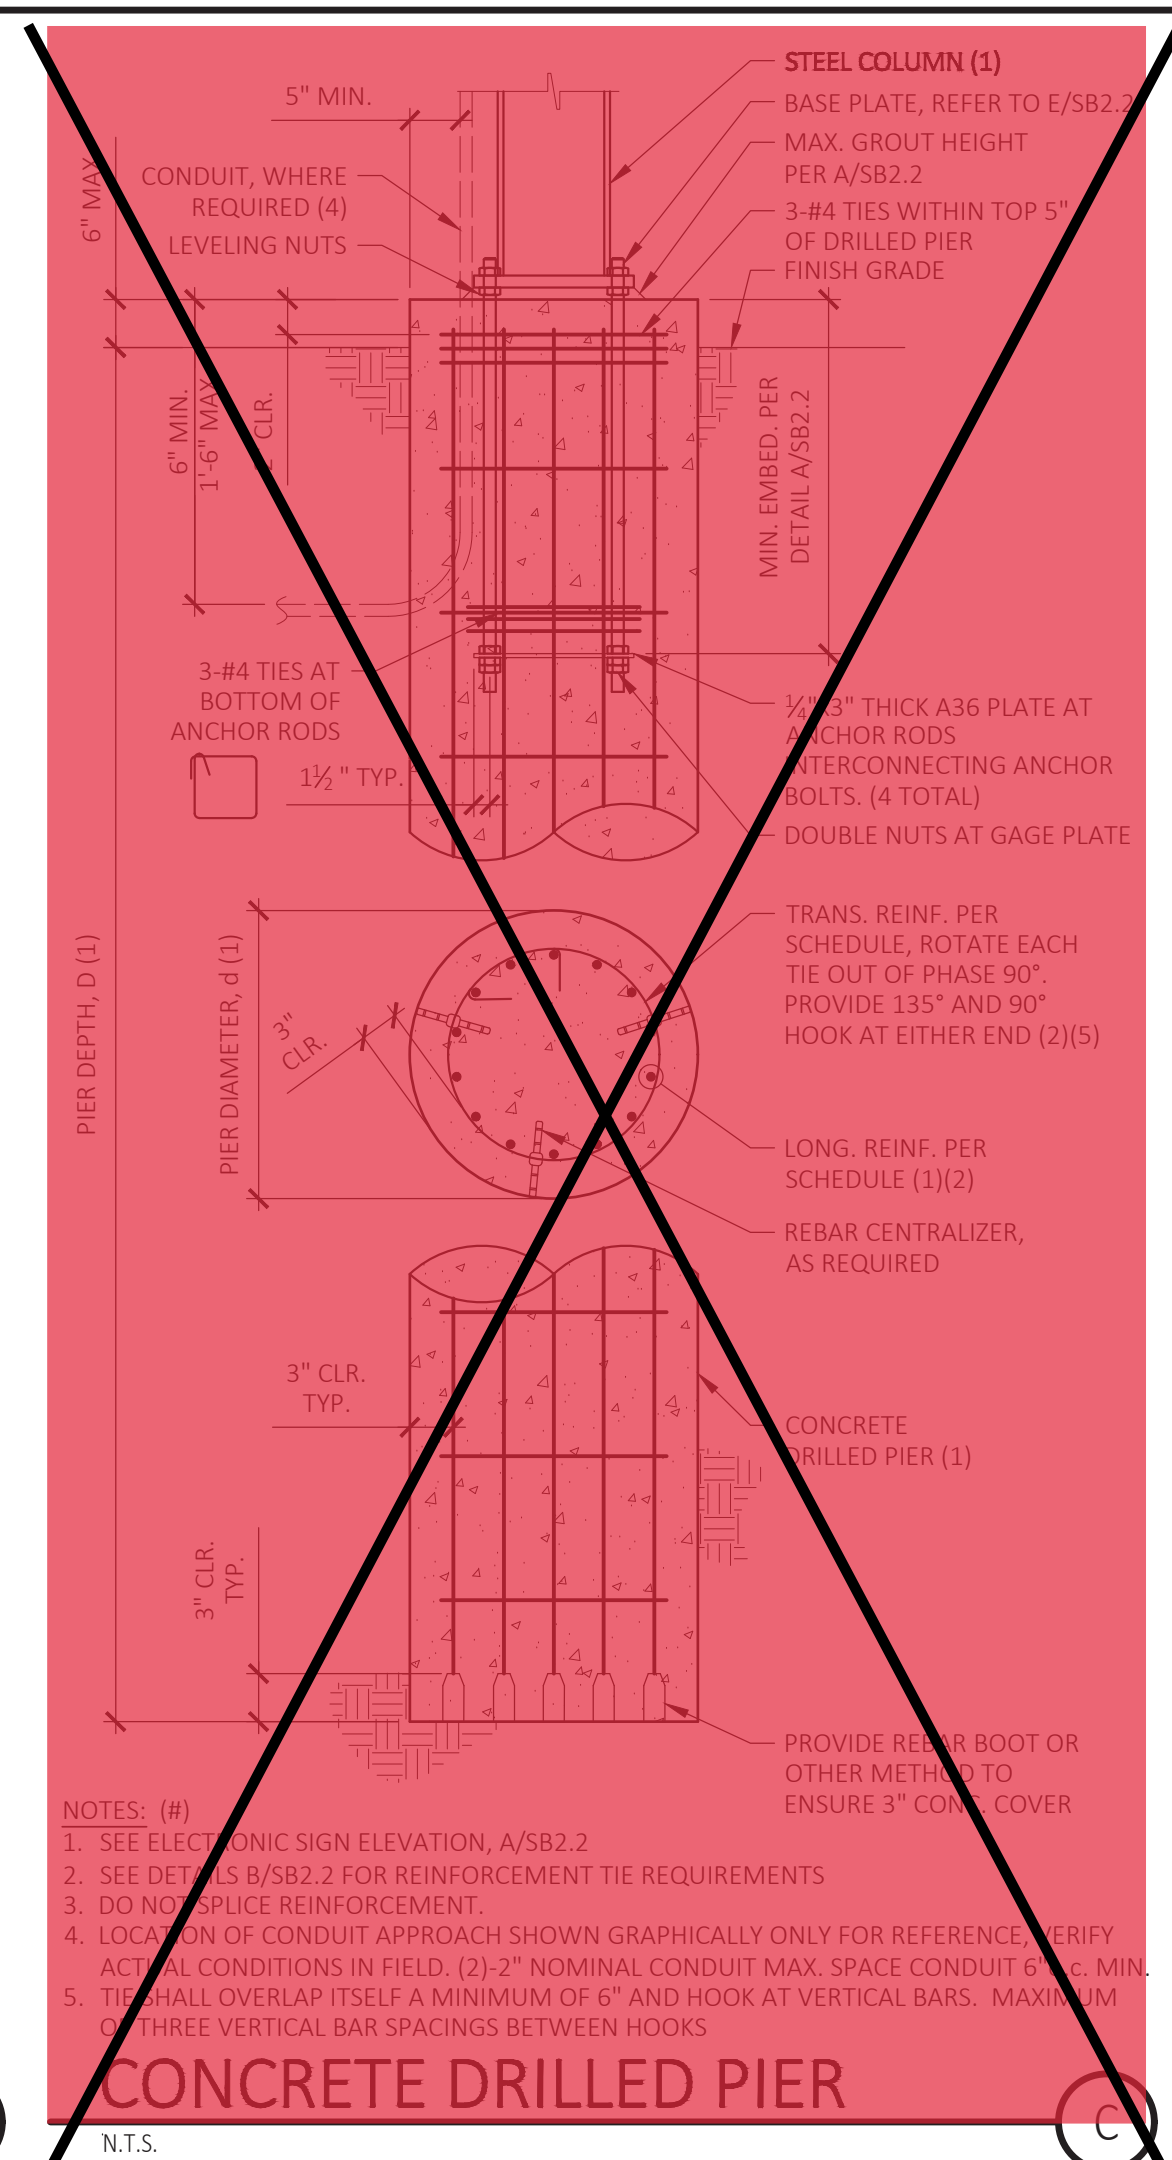 STEEL COLUMN (1)
5" MIN.
BASE PLATE, REFER TO E/SB2.2
MAX. GROUT HEIGHT
PER A/SB2.2
6" MAX
CONDUIT, WHERE
REQUIRED (4)
3-#4 TIES WITHIN TOP 5"
OF DRILLED PIER
LEVELING NUTS
FINISH GRADE
6" MIN.
1'-6" MAX
CLR.
MIN. EMBED. PER
DETAIL A/SB2.2
3-#4 TIES AT
BOTTOM OF
ANCHOR RODS
1½" TYP.
¼"X3" THICK A36 PLATE AT
ANCHOR RODS
INTERCONNECTING ANCHOR
BOLTS. (4 TOTAL)
DOUBLE NUTS AT GAGE PLATE
PIER DEPTH, D (1)
PIER DIAMETER, d (1)
3"
CLR.
TRANS. REINF. PER
SCHEDULE, ROTATE EACH
TIE OUT OF PHASE 90°.
PROVIDE 135° AND 90°
HOOK AT EITHER END (2)(5)
LONG. REINF. PER
SCHEDULE (1)(2)
REBAR CENTRALIZER,
AS REQUIRED
3" CLR.
TYP.
CONCRETE
DRILLED PIER (1)
3" CLR.
TYP.
PROVIDE REBAR BOOT OR
OTHER METHOD TO
ENSURE 3" CONC. COVER
NOTES: (#)
1. SEE ELECTRONIC SIGN ELEVATION, A/SB2.2
2. SEE DETAILS B/SB2.2 FOR REINFORCEMENT TIE REQUIREMENTS
3. DO NOT SPLICE REINFORCEMENT.
4. LOCATION OF CONDUIT APPROACH SHOWN GRAPHICALLY ONLY FOR REFERENCE, VERIFY
ACTUAL CONDITIONS IN FIELD. (2)-2" NOMINAL CONDUIT MAX. SPACE CONDUIT 6" o.c. MIN.
5. TIE SHALL OVERLAP ITSELF A MINIMUM OF 6" AND HOOK AT VERTICAL BARS. MAXIMUM
OF THREE VERTICAL BAR SPACINGS BETWEEN HOOKS
CONCRETE DRILLED PIER
C
N.T.S.